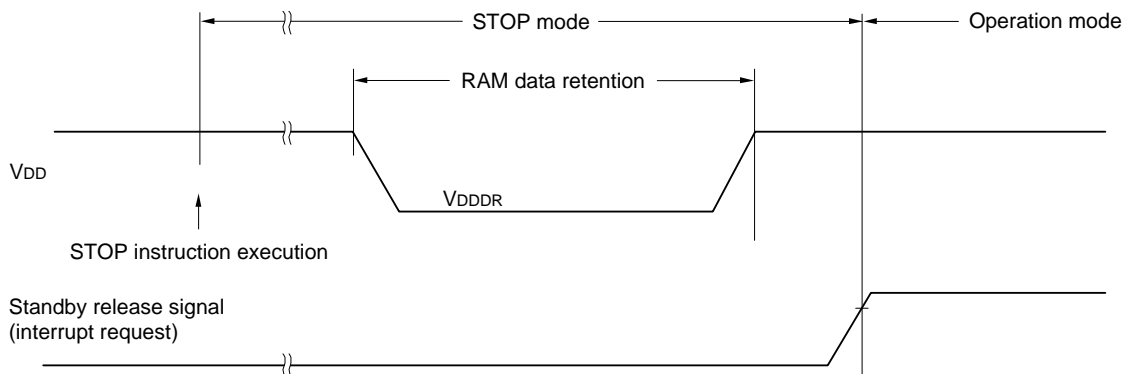 STOP mode
Operation mode
RAM data retention
VDD
VDDDR
STOP instruction execution
Standby release signal
(interrupt request)